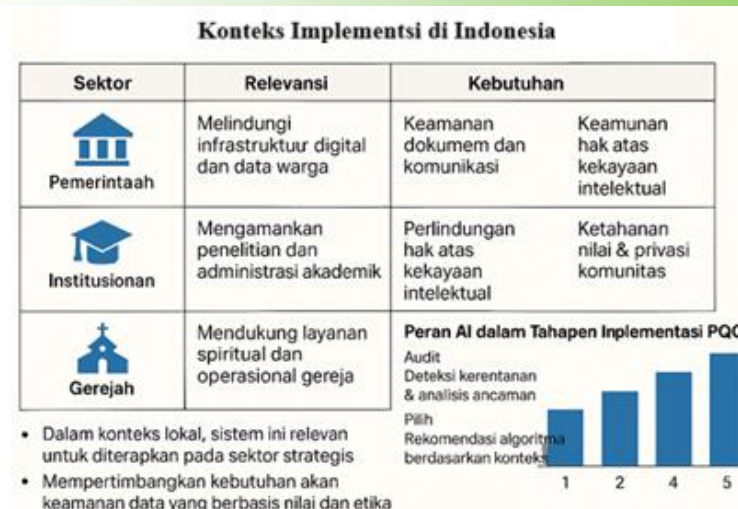 Konteks Implementsi di Indonesia
Sektor Relevansi Kebutuhan
Pemerintaah
Melindungi
infrastruktuur digital
dan data warga
Keamanan
dokumem dan
komunikasi
Keamunan
hak atas
kekayaan
intelektual
Institusionan
Mengamankan
penelitian dan
administrasi akademik
Perlindungan
hak atas
kekayaan
intelektual
Ketahanan
nilai & privasi
komunitas
Gerejah
Mendukung layanan
spiritual dan
operasional gereja
Peran AI dalam Tahapen Inplementasi PQC
Audit
Deteksi kerentanan
& analisis ancaman
Pilih
Rekomendasi algoritma
berdasarkan konteks
1 2 4 5
• Dalam konteks lokal, sistem ini relevan
untuk diterapkan pada sektor strategis
• Mempertimbangkan kebutuhan akan
keamanan data yang berbasis nilai dan etika